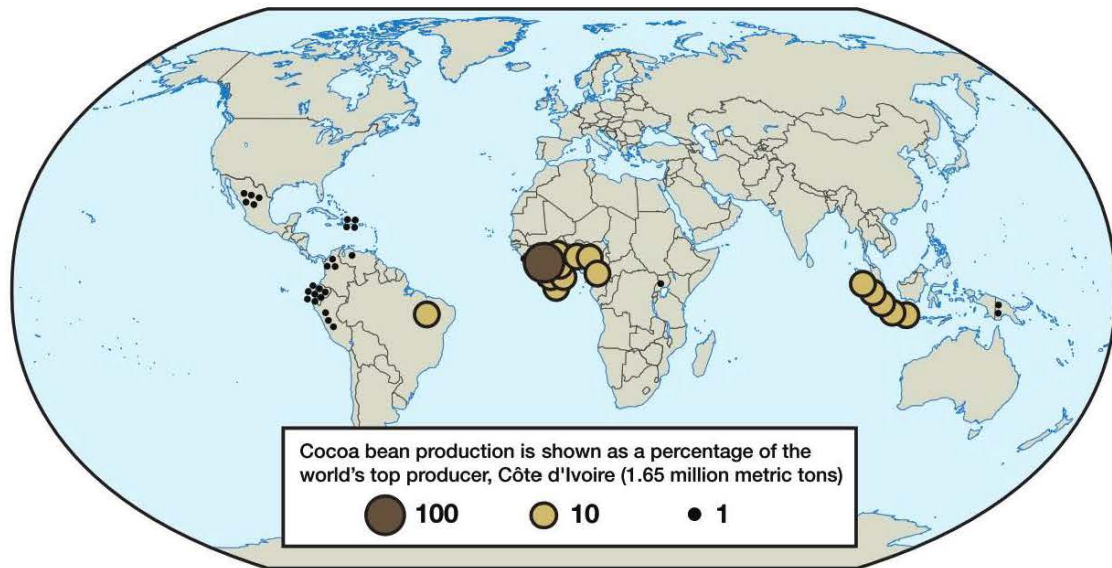 Cocoa bean production is shown as a percentage of the
world's top producer, Côte d'Ivoire (1.65 million metric tons)
100 10 1